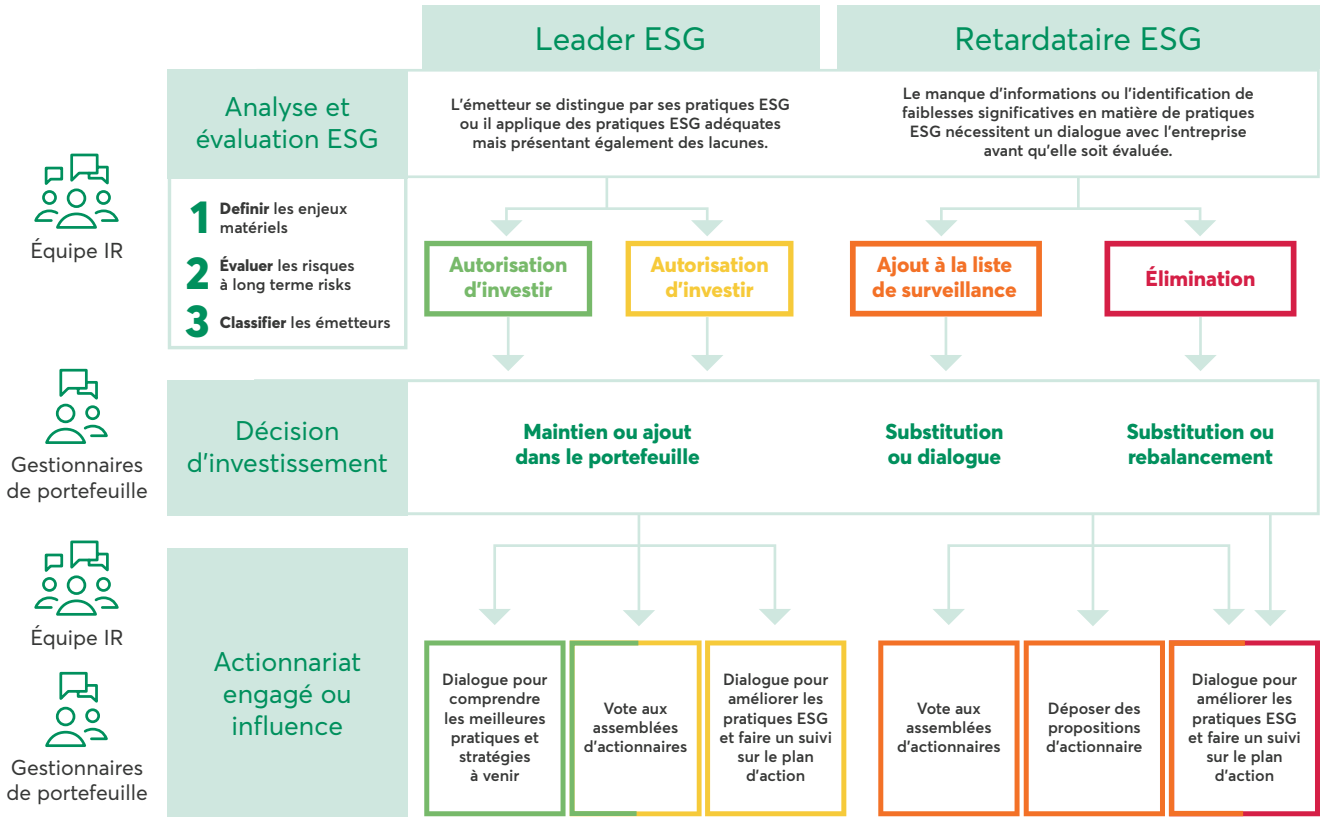 Leader ESG
Retardataire ESG
Analyse et
évaluation ESG
L'émetteur se distingue par ses pratiques ESG
ou il applique des pratiques ESG adéquates
mais présentant également des lacunes.
Le manque d'informations ou l'identification de
faiblesses significatives en matière de pratiques
ESG nécessitent un dialogue avec l'entreprise
avant qu'elle soit évaluée.
Équipe IR
1 Definir les enjeux
matériels
2 Évaluer les risques
à long terme risks
3 Classifier les émetteurs
Autorisation
d'investir
Autorisation
d'investir
Ajout à la liste
de surveillance
Élimination
Gestionnaires
de portefeuille
Décision
d'investissement
Maintien ou ajout
dans le portefeuille
Substitution
ou dialogue
Substitution ou
rebalancement
Équipe IR
Gestionnaires
de portefeuille
Actionnariat
engagé ou
influence
Dialogue pour
comprendre
les meilleures
pratiques et
stratégies
à venir
Vote aux
assemblées
d'actionnaires
Dialogue pour
améliorer les
pratiques ESG
et faire un suivi
sur le plan
d'action
Vote aux
assemblées
d'actionnaires
Déposer des
propositions
d'actionnaire
Dialogue pour
améliorer les
pratiques ESG
et faire un suivi
sur le plan
d'action